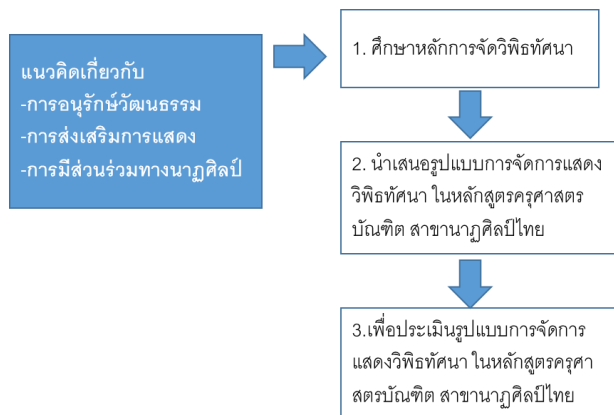 แนวคิดเกี่ยวกับ
-การอนุรักษ์วัฒนธรรม
-การส่งเสริมการแสดง
-การมีส่วนร่วมทางนาฏศิลป์
1. ศึกษาหลักการจัดวิพิธทัศนา
2. นำเสนอรูปแบบการจัดการแสดง
วิพิธทัศนา ในหลักสูตรครุศาสตร
บัณฑิต สาขานาฏศิลป์ไทย
3.เพื่อประเมินรูปแบบการจัดการ
แสดงวิพิธทัศนา ในหลักสูตรครุศา
สตรบัณฑิต สาขานาฏศิลป์ไทย